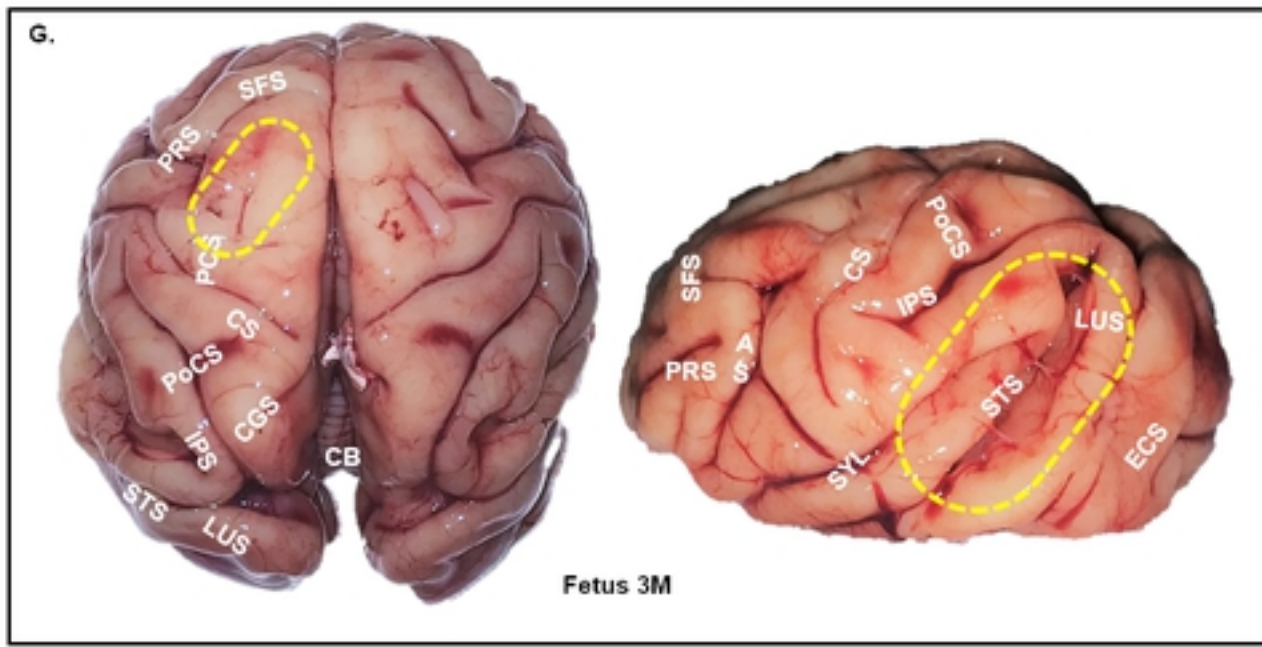 G.
SFS
PRS
PCS
CS
PoCS
CGS
IPS
CB
STS
LUS
PoCS
CS
SFS
IPS
LUS
A
S
PRS
STS
ECS
SYL
Fetus 3M